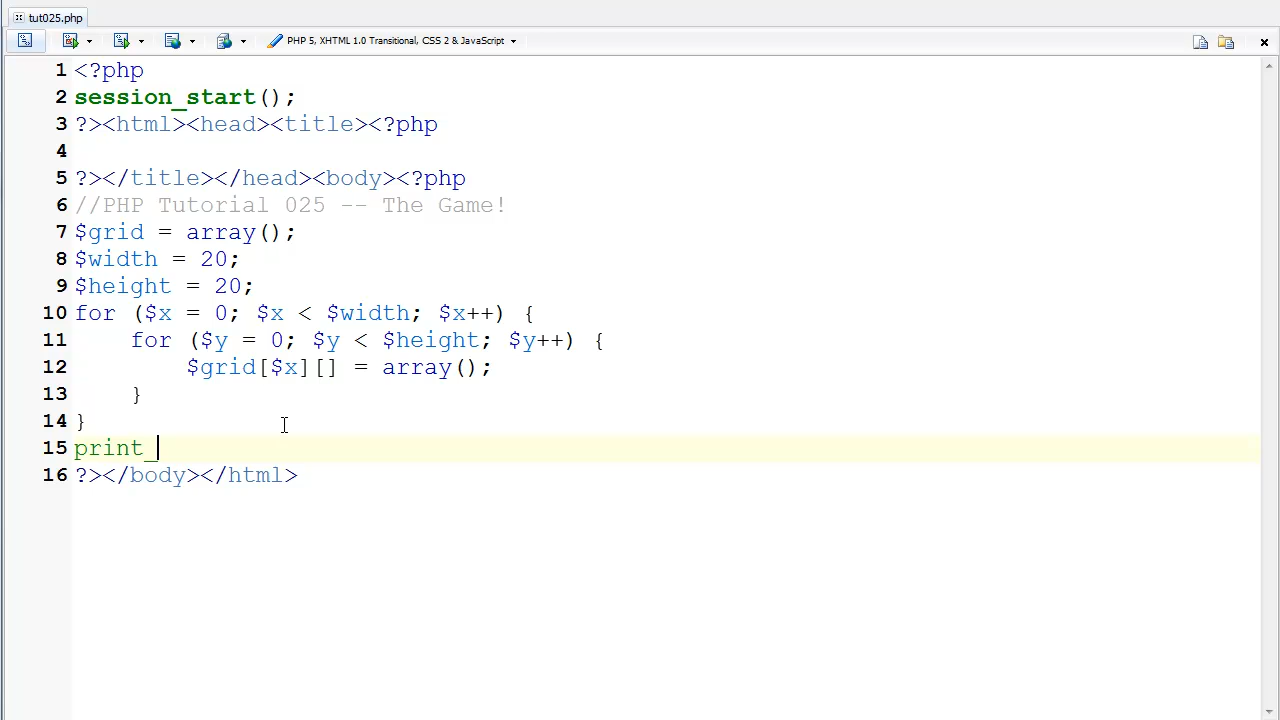 tut025.php
PHP 5, XHTML 1.0 Transitional, CSS 2 & JavaScript
1 <?php
2 session_start();
3 ?><html><head><title><?php
4
5 ?></title></head><body><?php
6 //PHP Tutorial 025 -- The Game!
7 $grid = array();
8 $width = 20;
9 $height = 20;
10 for ($x = 0; $x < $width; $x++) {
11     for ($y = 0; $y < $height; $y++) {
12         $grid[$x][] = array();
13     }
14 }
15 print_
16 ?></body></html>